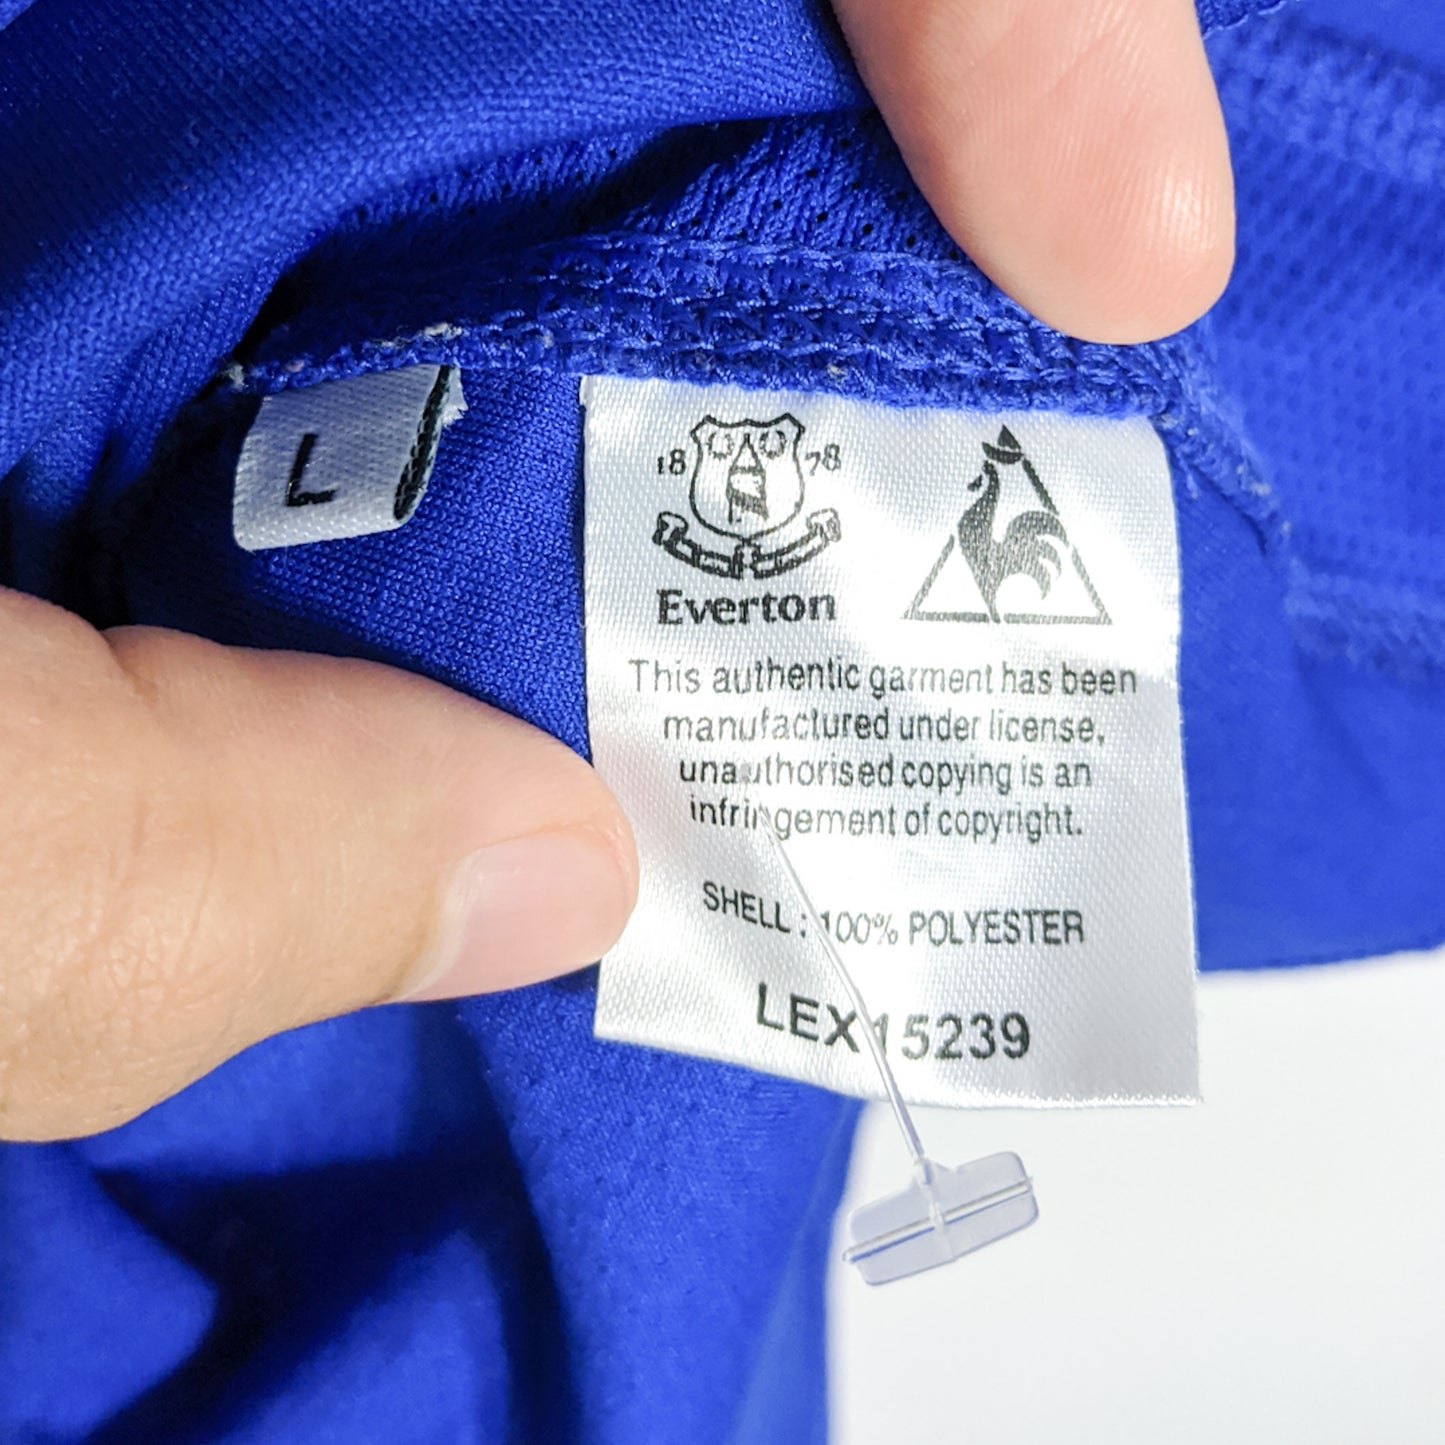 L
18 78
Everton
This authentic garment has been
manufactured under license,
unauthorised copying is an
infringement of copyright.
SHELL : 100% POLYESTER
LEX15239